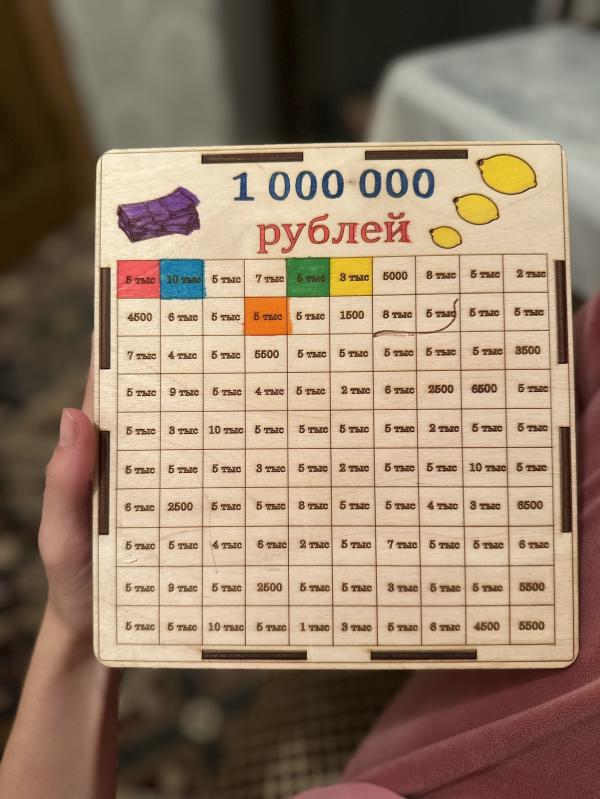 1 000 000
рублей
5 тыс 10 тыс 5 тыс 7 тыс 5 тыс 3 тыс 5000 8 тыс 5 тыс 2 тыс
4500 6 тыс 5 тыс 5 тыс 5 тыс 1500 8 тыс 5 тыс 5 тыс 5 тыс
7 тыс 4 тыс 5 тыс 5500 5 тыс 5 тыс 5 тыс 5 тыс 5 тыс 3500
5 тыс 9 тыс 5 тыс 4 тыс 5 тыс 2 тыс 6 тыс 2500 6500 5 тыс
5 тыс 3 тыс 10 тыс 5 тыс 5 тыс 5 тыс 5 тыс 2 тыс 5 тыс 5 тыс
5 тыс 5 тыс 5 тыс 3 тыс 5 тыс 2 тыс 5 тыс 5 тыс 10 тыс 5 тыс
6 тыс 2500 5 тыс 5 тыс 8 тыс 5 тыс 5 тыс 4 тыс 3 тыс 6500
5 тыс 5 тыс 4 тыс 6 тыс 2 тыс 5 тыс 7 тыс 5 тыс 5 тыс 6 тыс
5 тыс 9 тыс 5 тыс 2500 5 тыс 5 тыс 3 тыс 5 тыс 5 тыс 5500
5 тыс 5 тыс 10 тыс 5 тыс 1 тыс 3 тыс 5 тыс 6 тыс 4500 5500